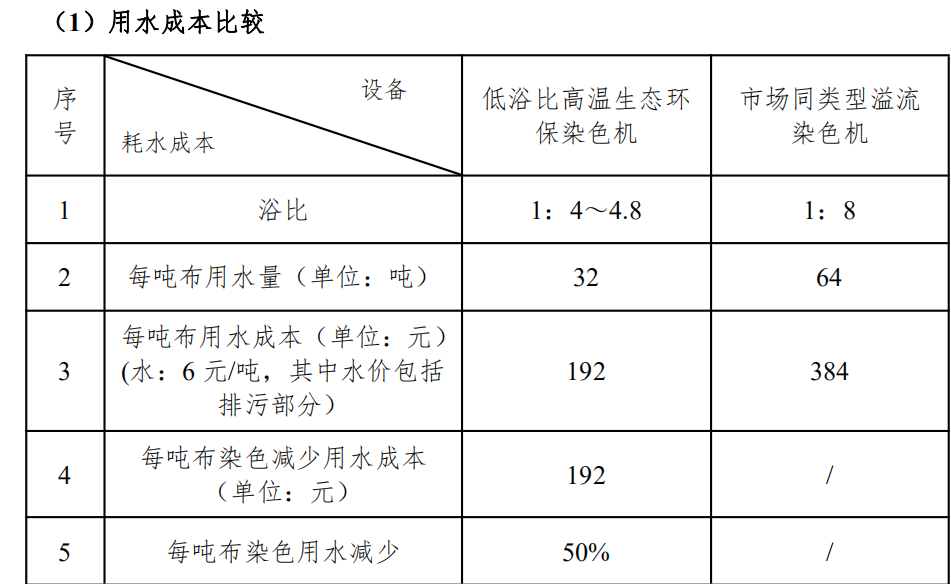 （1）用水成本比较
序号
设备
耗水成本
低浴比高温生态环
保染色机
市场同类型溢流
染色机
1
浴比
1：4～4.8
1：8
2
每吨布用水量（单位：吨）
32
64
3
每吨布用水成本（单位：元）
(水：6 元/吨，其中水价包括
排污部分）
192
384
4
每吨布染色减少用水成本
（单位：元）
192
/
5
每吨布染色用水减少
50%
/